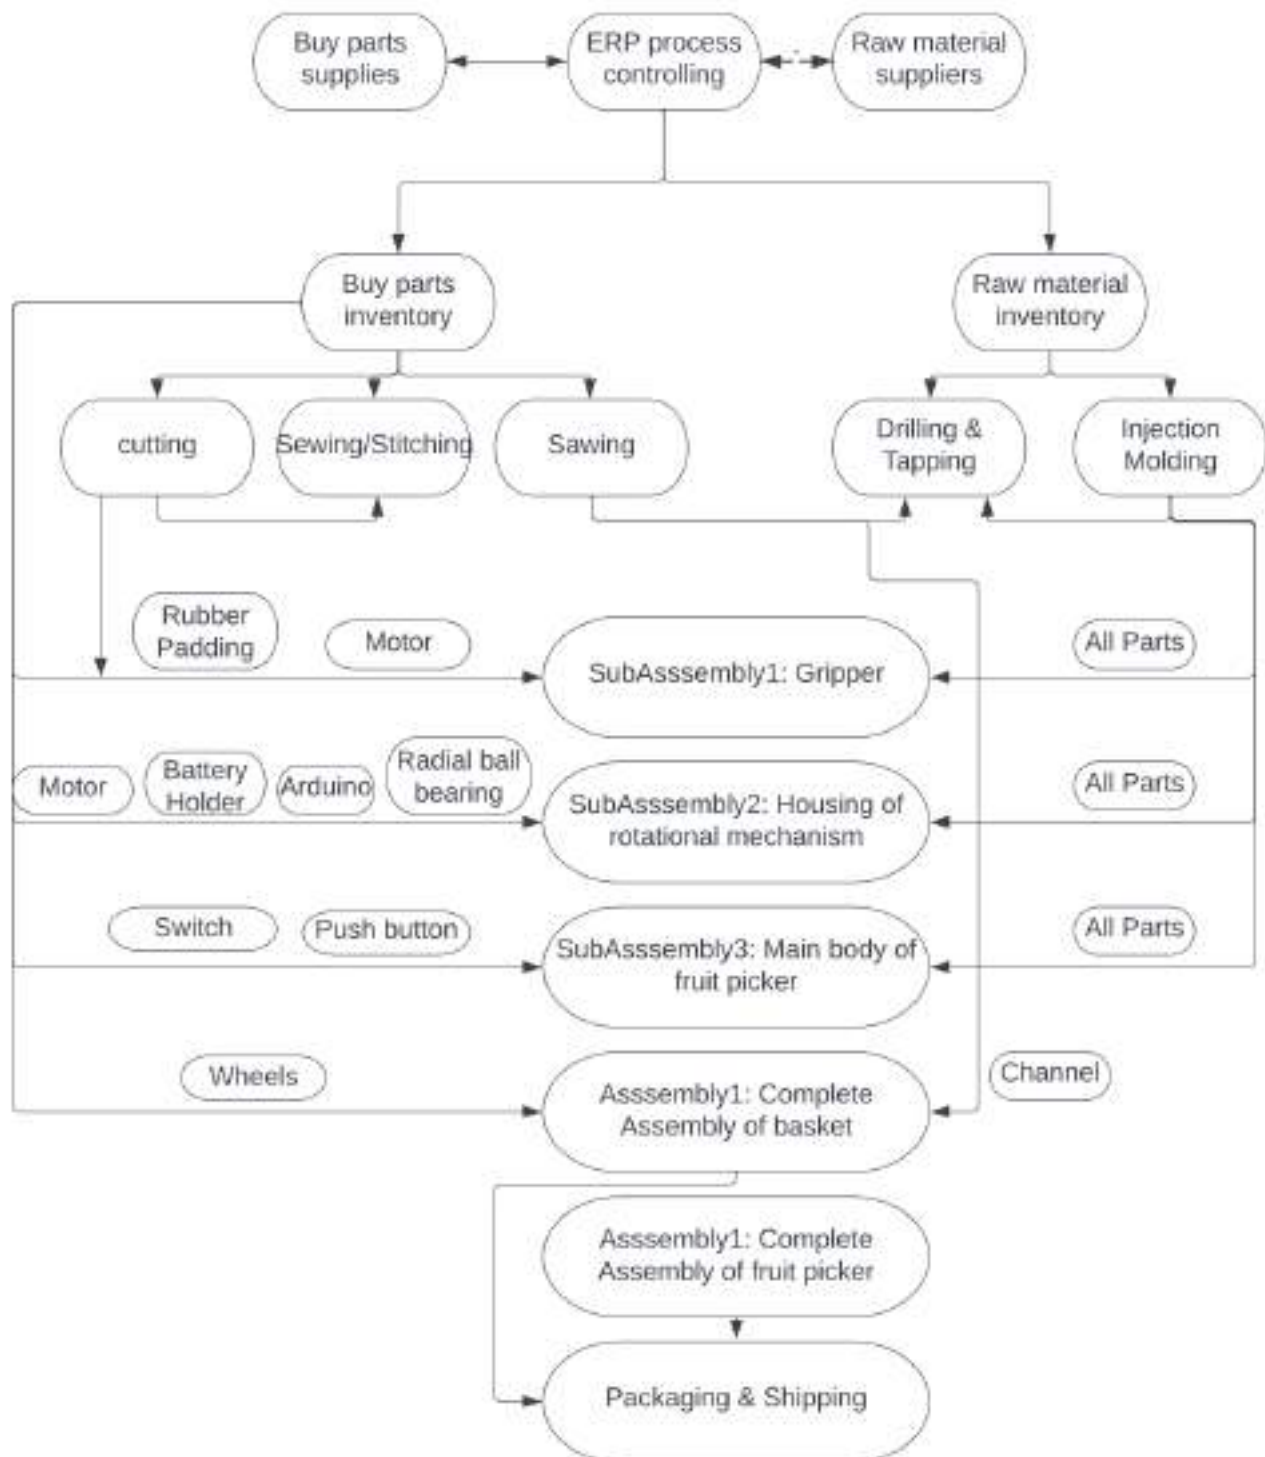 Buy parts
supplies
ERP process
controlling
Raw material
suppliers
Buy parts
inventory
Raw material
inventory
cutting
Sewing/Stitching
Sawing
Drilling &
Tapping
Injection
Molding
Rubber
Padding
Motor
SubAsssembly1: Gripper
All Parts
Motor
Battery
Holder
Arduino
Radial ball
bearing
SubAsssembly2: Housing of
rotational mechanism
All Parts
Switch
Push button
SubAsssembly3: Main body of
fruit picker
All Parts
Wheels
Asssembly1: Complete
Assembly of basket
Channel
Asssembly1: Complete
Assembly of fruit picker
Packaging & Shipping